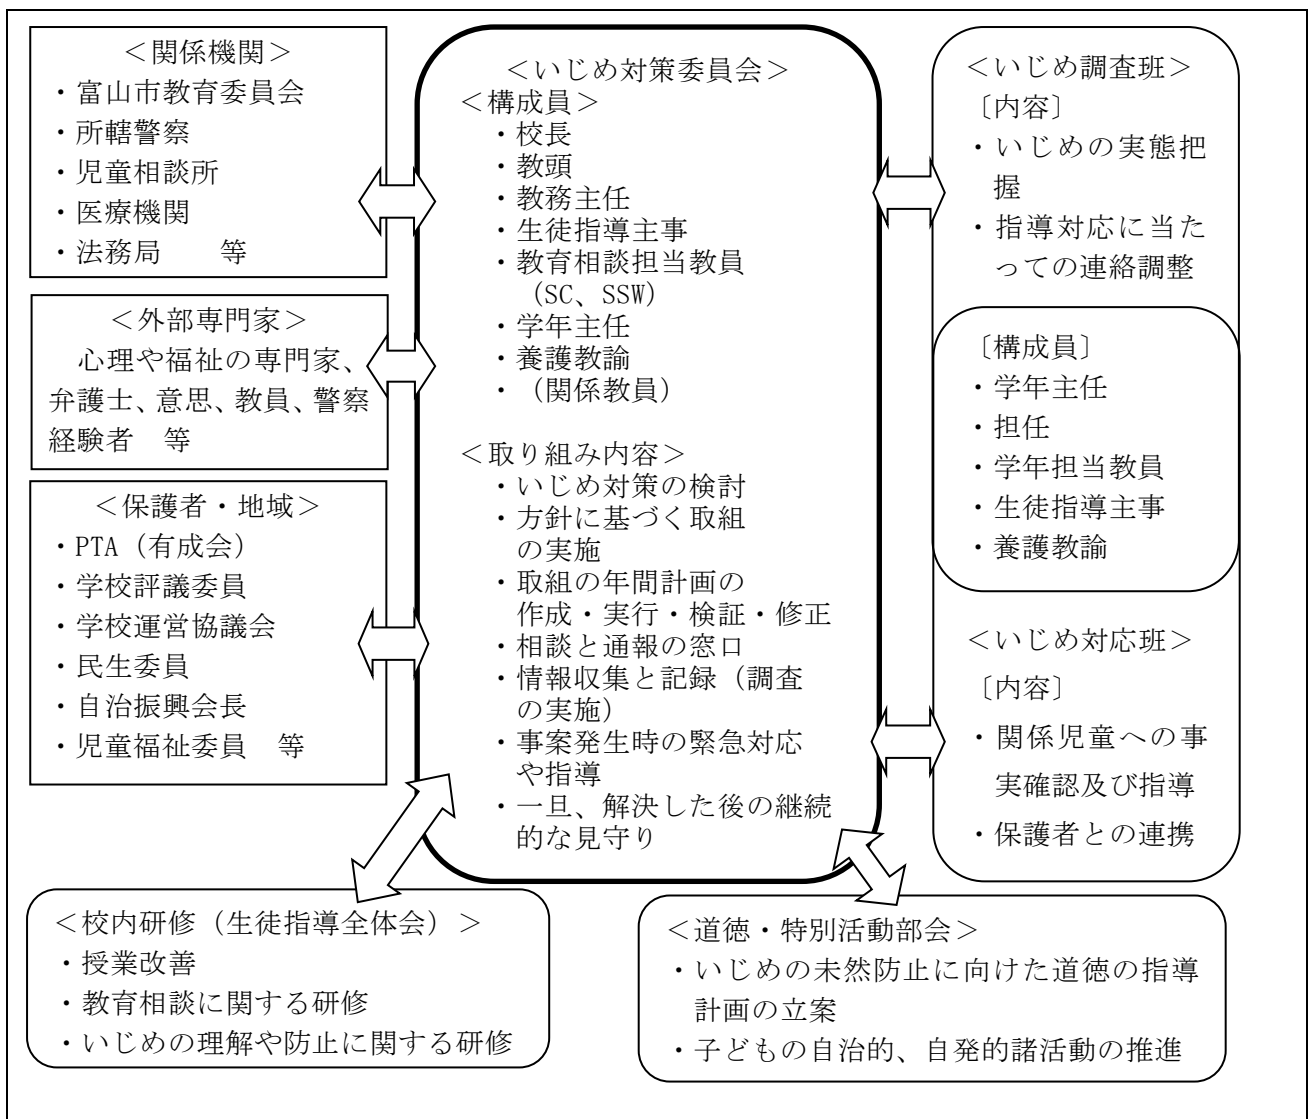 ＜関係機関＞
・富山市教育委員会
・所轄警察
・児童相談所
・医療機関
・法務局　　等
＜外部専門家＞
心理や福祉の専門家、
弁護士、意思、教員、警察
経験者　等
＜保護者・地域＞
・PTA（有成会）
・学校評議委員
・学校運営協議会
・民生委員
・自治振興会長
・児童福祉委員　等
＜いじめ対策委員会＞
＜構成員＞
・校長
・教頭
・教務主任
・生徒指導主事
・教育相談担当教員
（SC、SSW）
・学年主任
・養護教諭
・（関係教員）
＜取り組み内容＞
・いじめ対策の検討
・方針に基づく取組
の実施
・取組の年間計画の
作成・実行・検証・修正
・相談と通報の窓口
・情報収集と記録（調査
の実施）
・事案発生時の緊急対応
や指導
・一旦、解決した後の継続
的な見守り
＜いじめ調査班＞
〔内容〕
・いじめの実態把
握
・指導対応に当た
っての連絡調整
〔構成員〕
・学年主任
・担任
・学年担当教員
・生徒指導主事
・養護教諭
＜いじめ対応班＞
〔内容〕
・関係児童への事
実確認及び指導
・保護者との連携
＜校内研修（生徒指導全体会）＞
・授業改善
・教育相談に関する研修
・いじめの理解や防止に関する研修
＜道徳・特別活動部会＞
・いじめの未然防止に向けた道徳の指導
計画の立案
・子どもの自治的、自発的諸活動の推進